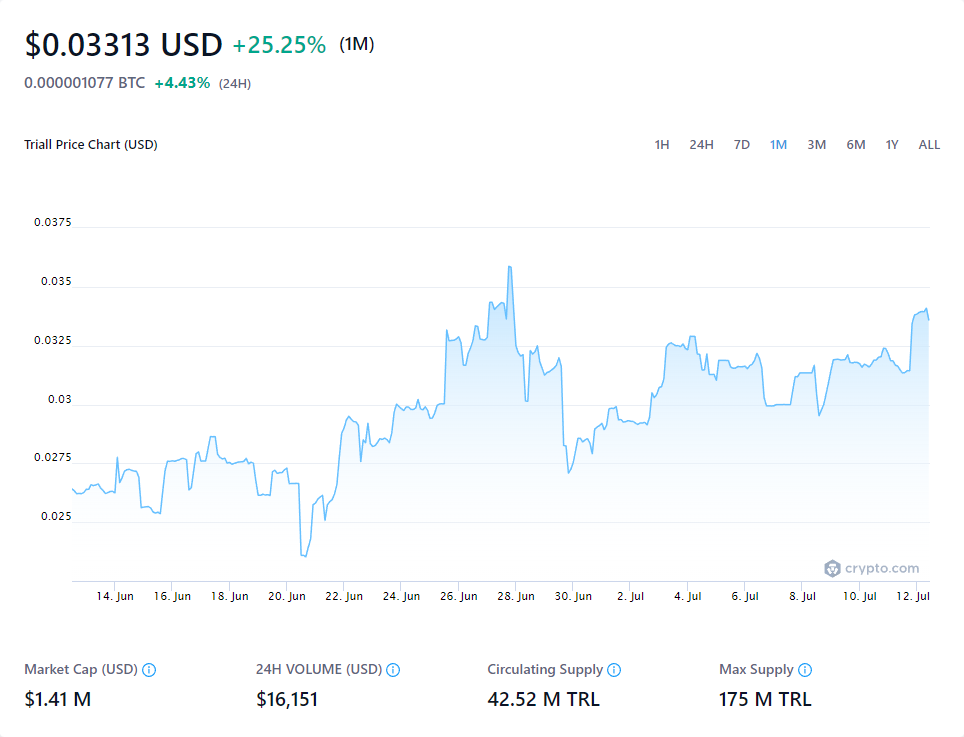 $0.03313 USD +25.25% (1M)
0.000001077 BTC +4.43% (24H)
Triall Price Chart (USD) 1H 24H 7D 1M 3M 6M 1Y ALL
0.0375
0.035
0.0325
0.03
0.0275
0.025
crypto.com
14. Jun 16. Jun 18. Jun 20. Jun 22. Jun 24. Jun 26. Jun 28. Jun 30. Jun 2. Jul 4. Jul 6. Jul 8. Jul 10. Jul 12. Jul
Market Cap (USD) 24H VOLUME (USD) Circulating Supply Max Supply
$1.41 M $16,151 42.52 M TRL 175 M TRL